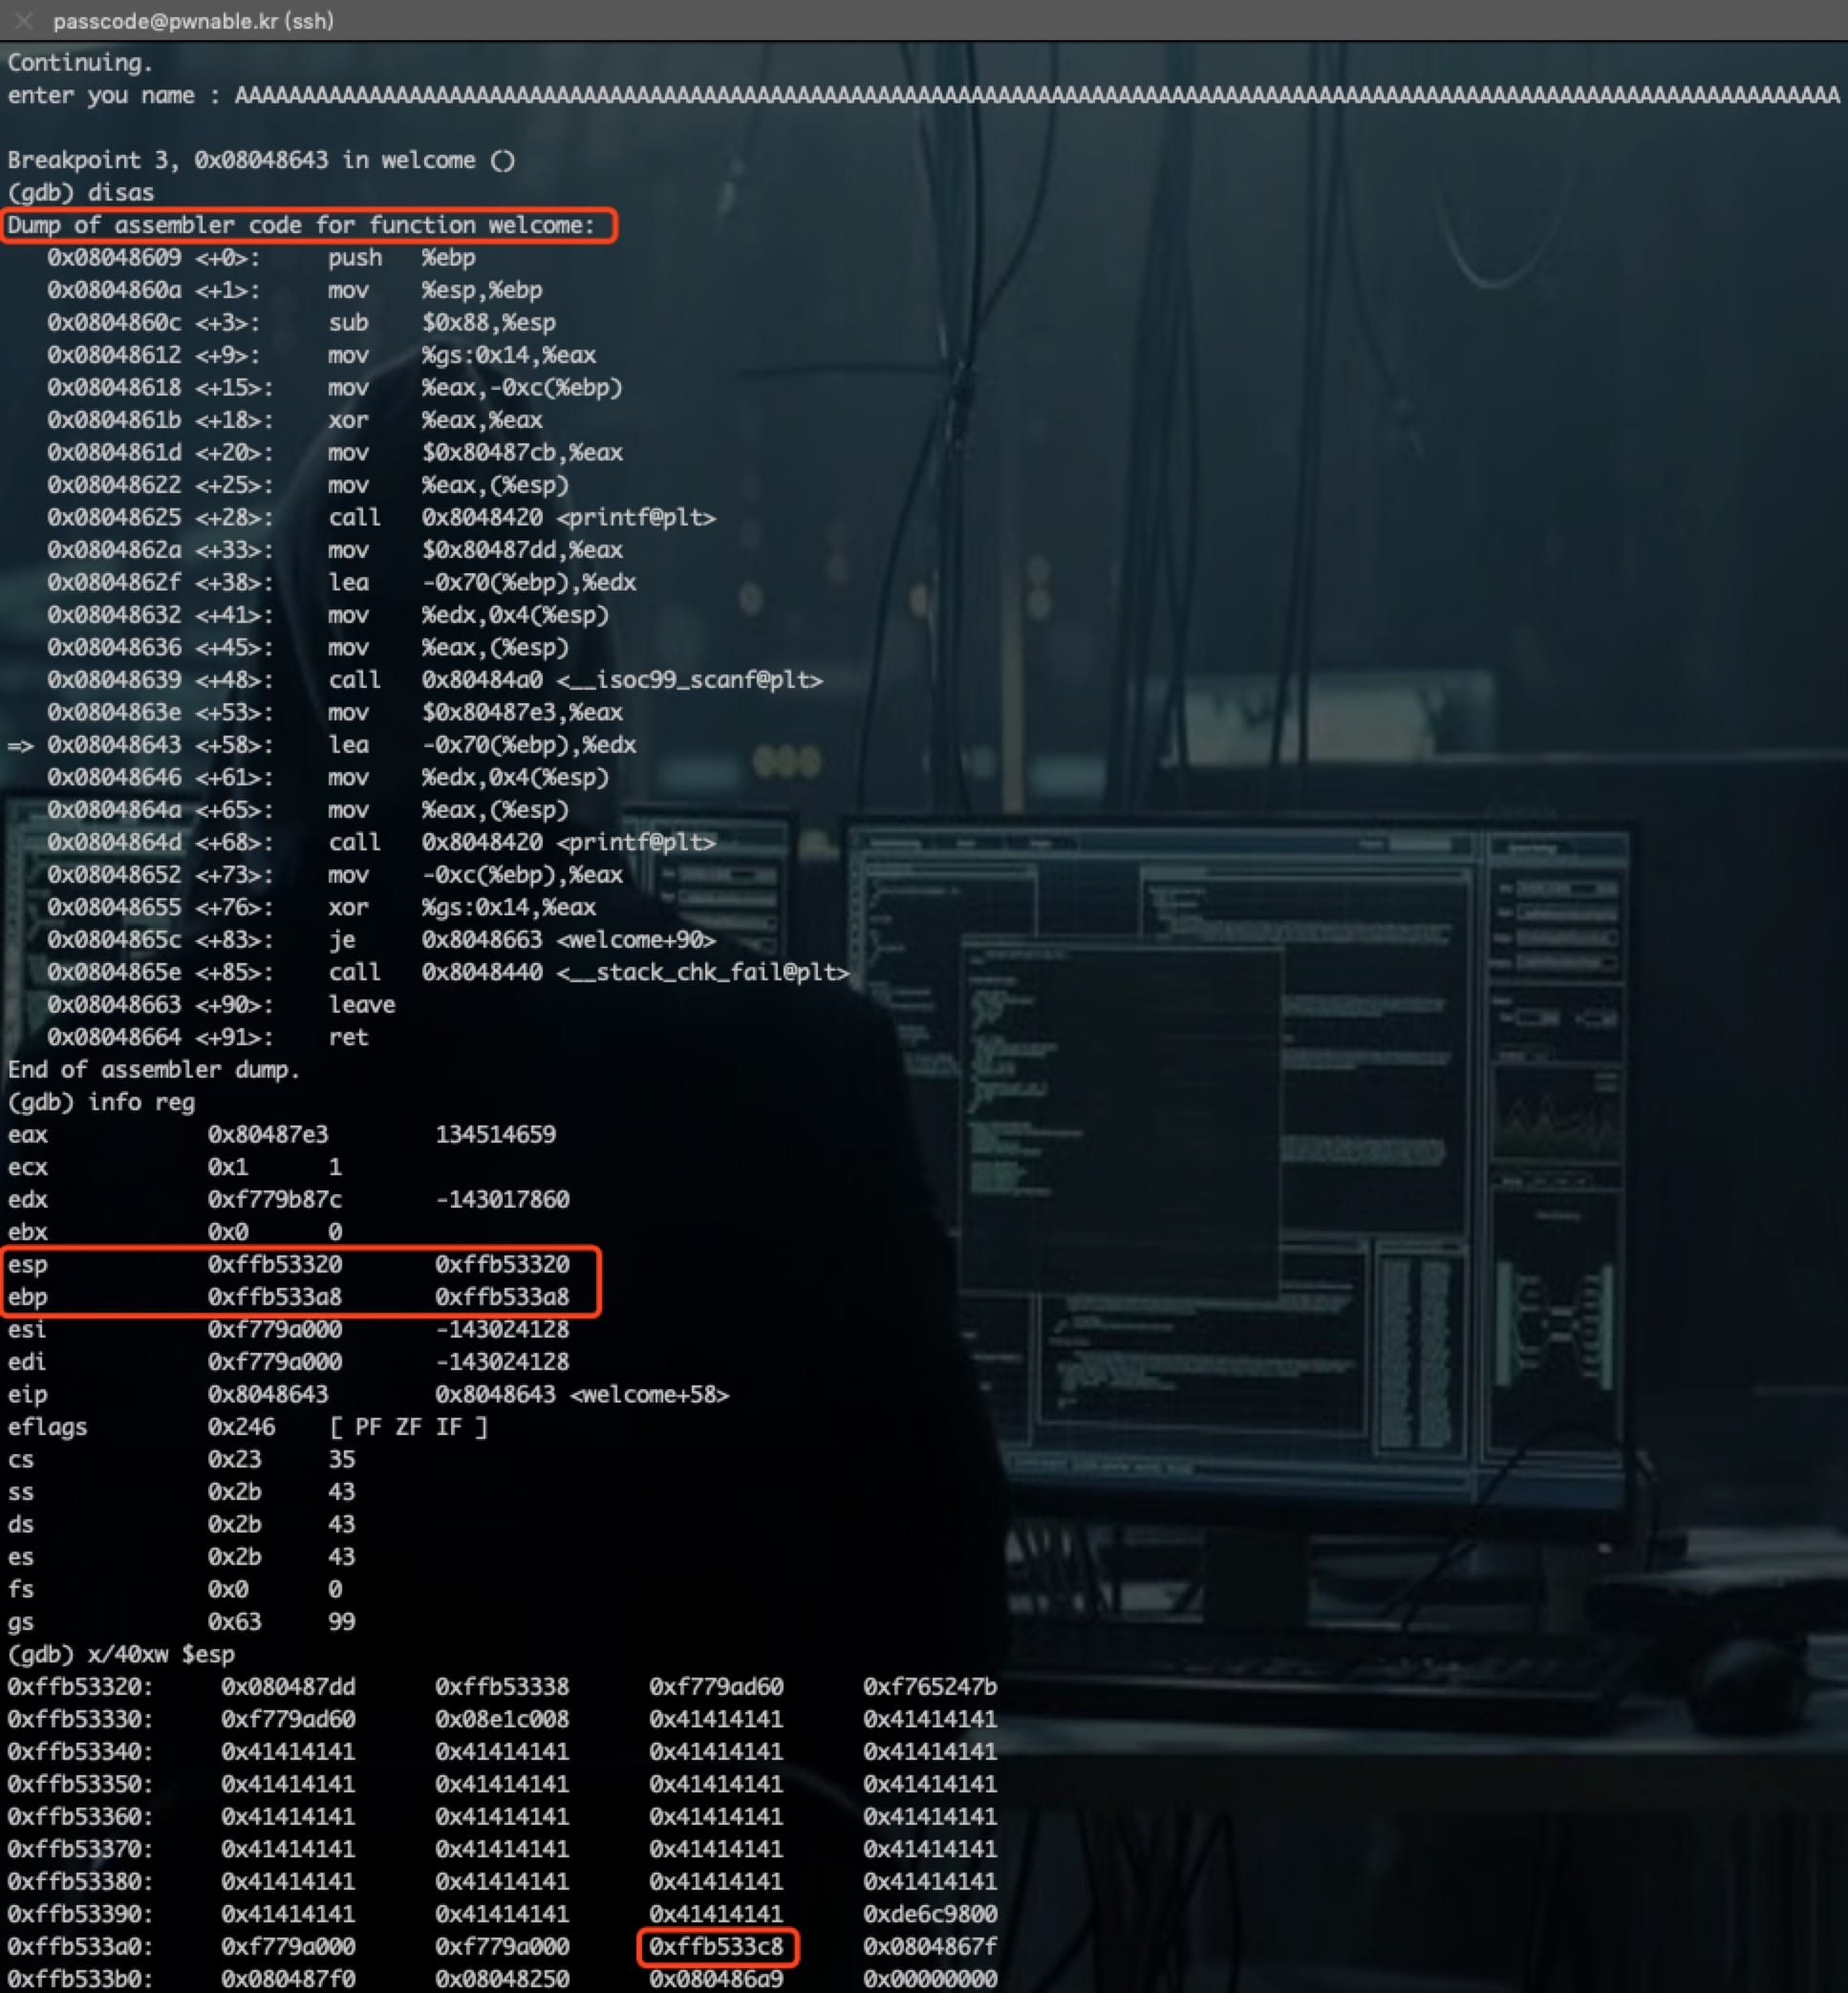 passcode@pwnable.kr (ssh)
Continuing.
enter you name : AAAAAAAAAAAAAAAAAAAAAAAAAAAAAAAAAAAAAAAAAAAAAAAAAAAAAAAAAAAAAAAAAAAAAAAAAAAAAAAAAAAAAAAAAAAAAAAAAAAAAAAAAAAAAAAAAAAAAAAA
Breakpoint 3, 0x08048643 in welcome ()
(gdb) disas
Dump of assembler code for function welcome:
0x08048609 <+0>: push %ebp
0x0804860a <+1>: mov %esp,%ebp
0x0804860c <+3>: sub $0x88,%esp
0x08048612 <+9>: mov %gs:0x14,%eax
0x08048618 <+15>: mov %eax,-0xc(%ebp)
0x0804861b <+18>: xor %eax,%eax
0x0804861d <+20>: mov $0x80487cb,%eax
0x08048622 <+25>: mov %eax,(%esp)
0x08048625 <+28>: call 0x8048420 <printf@plt>
0x0804862a <+33>: mov $0x80487dd,%eax
0x0804862f <+38>: lea -0x70(%ebp),%edx
0x08048632 <+41>: mov %edx,0x4(%esp)
0x08048636 <+45>: mov %eax,(%esp)
0x08048639 <+48>: call 0x80484a0 <__isoc99_scanf@plt>
0x0804863e <+53>: mov $0x80487e3,%eax
=> 0x08048643 <+58>: lea -0x70(%ebp),%edx
0x08048646 <+61>: mov %edx,0x4(%esp)
0x0804864a <+65>: mov %eax,(%esp)
0x0804864d <+68>: call 0x8048420 <printf@plt>
0x08048652 <+73>: mov -0xc(%ebp),%eax
0x08048655 <+76>: xor %gs:0x14,%eax
0x0804865c <+83>: je 0x8048663 <welcome+90>
0x0804865e <+85>: call 0x8048440 <__stack_chk_fail@plt>
0x08048663 <+90>: leave
0x08048664 <+91>: ret
End of assembler dump.
(gdb) info reg
eax 0x80487e3 134514659
ecx 0x1 1
edx 0xf779b87c -143017860
ebx 0x0 0
esp 0xffb53320 0xffb53320
ebp 0xffb533a8 0xffb533a8
esi 0xf779a000 -143024128
edi 0xf779a000 -143024128
eip 0x8048643 0x8048643 <welcome+58>
eflags 0x246 [ PF ZF IF ]
cs 0x23 35
ss 0x2b 43
ds 0x2b 43
es 0x2b 43
fs 0x0 0
gs 0x63 99
(gdb) x/40xw $esp
0xffb53320: 0x080487dd 0xffb53338 0xf779ad60 0xf765247b
0xffb53330: 0xf779ad60 0x08e1c008 0x41414141 0x41414141
0xffb53340: 0x41414141 0x41414141 0x41414141 0x41414141
0xffb53350: 0x41414141 0x41414141 0x41414141 0x41414141
0xffb53360: 0x41414141 0x41414141 0x41414141 0x41414141
0xffb53370: 0x41414141 0x41414141 0x41414141 0x41414141
0xffb53380: 0x41414141 0x41414141 0x41414141 0x41414141
0xffb53390: 0x41414141 0x41414141 0x41414141 0xde6c9800
0xffb533a0: 0xf779a000 0xf779a000 0xffb533c8 0x0804867f
0xffb533b0: 0x080487f0 0x08048250 0x080486a9 0x00000000